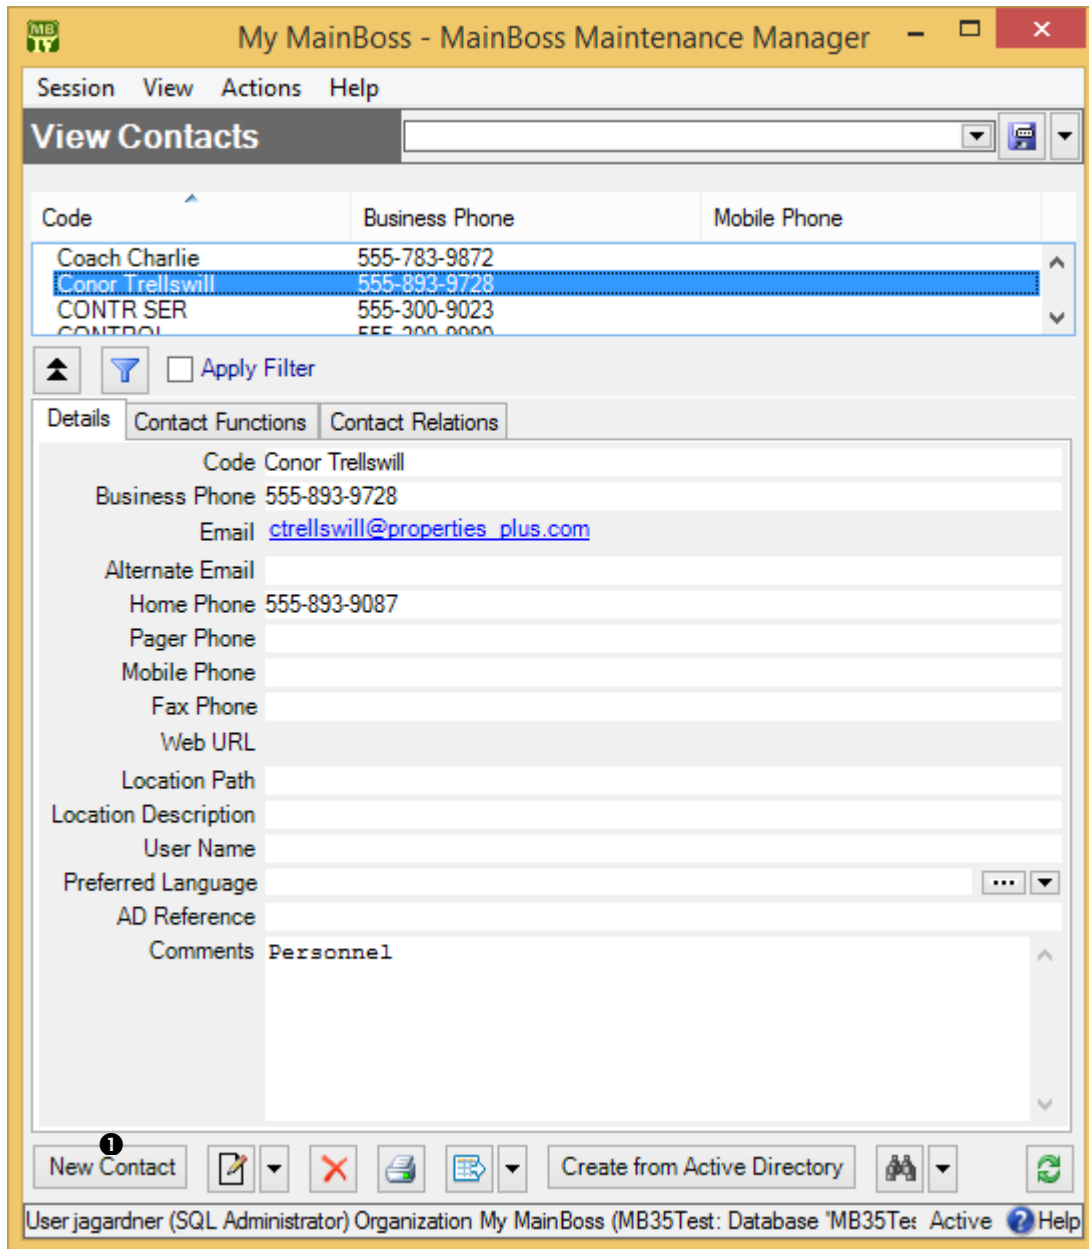 MB
My MainBoss - MainBoss Maintenance Manager
Session View Actions Help
View Contacts
Code Business Phone Mobile Phone
Coach Charlie 555-783-9872
Conor Trellswill 555-893-9728
CONTR SER 555-300-9023
CONTROL
Apply Filter
Details Contact Functions Contact Relations
Code Conor Trellswill
Business Phone 555-893-9728
Email ctrellswill@properties_plus.com
Alternate Email
Home Phone 555-893-9087
Pager Phone
Mobile Phone
Fax Phone
Web URL
Location Path
Location Description
User Name
Preferred Language ...
AD Reference
Comments Personnel
❶
New Contact Create from Active Directory
User jagardner (SQL Administrator) Organization My MainBoss (MB35Test: Database 'MB35Tes Active Help